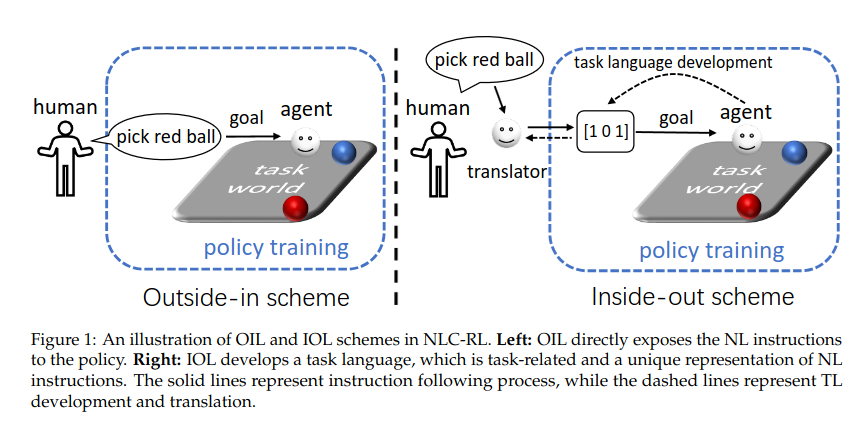 human
pick red ball
goal
agent
task
world
policy training
Outside-in scheme
pick red ball
task language development
human
translator
[1 0 1]
goal
agent
task
world
policy training
Inside-out scheme
Figure 1: An illustration of OIL and IOL schemes in NLC-RL. Left: OIL directly exposes the NL instructions
to the policy. Right: IOL develops a task language, which is task-related and a unique representation of NL
instructions. The solid lines represent instruction following process, while the dashed lines represent TL
development and translation.